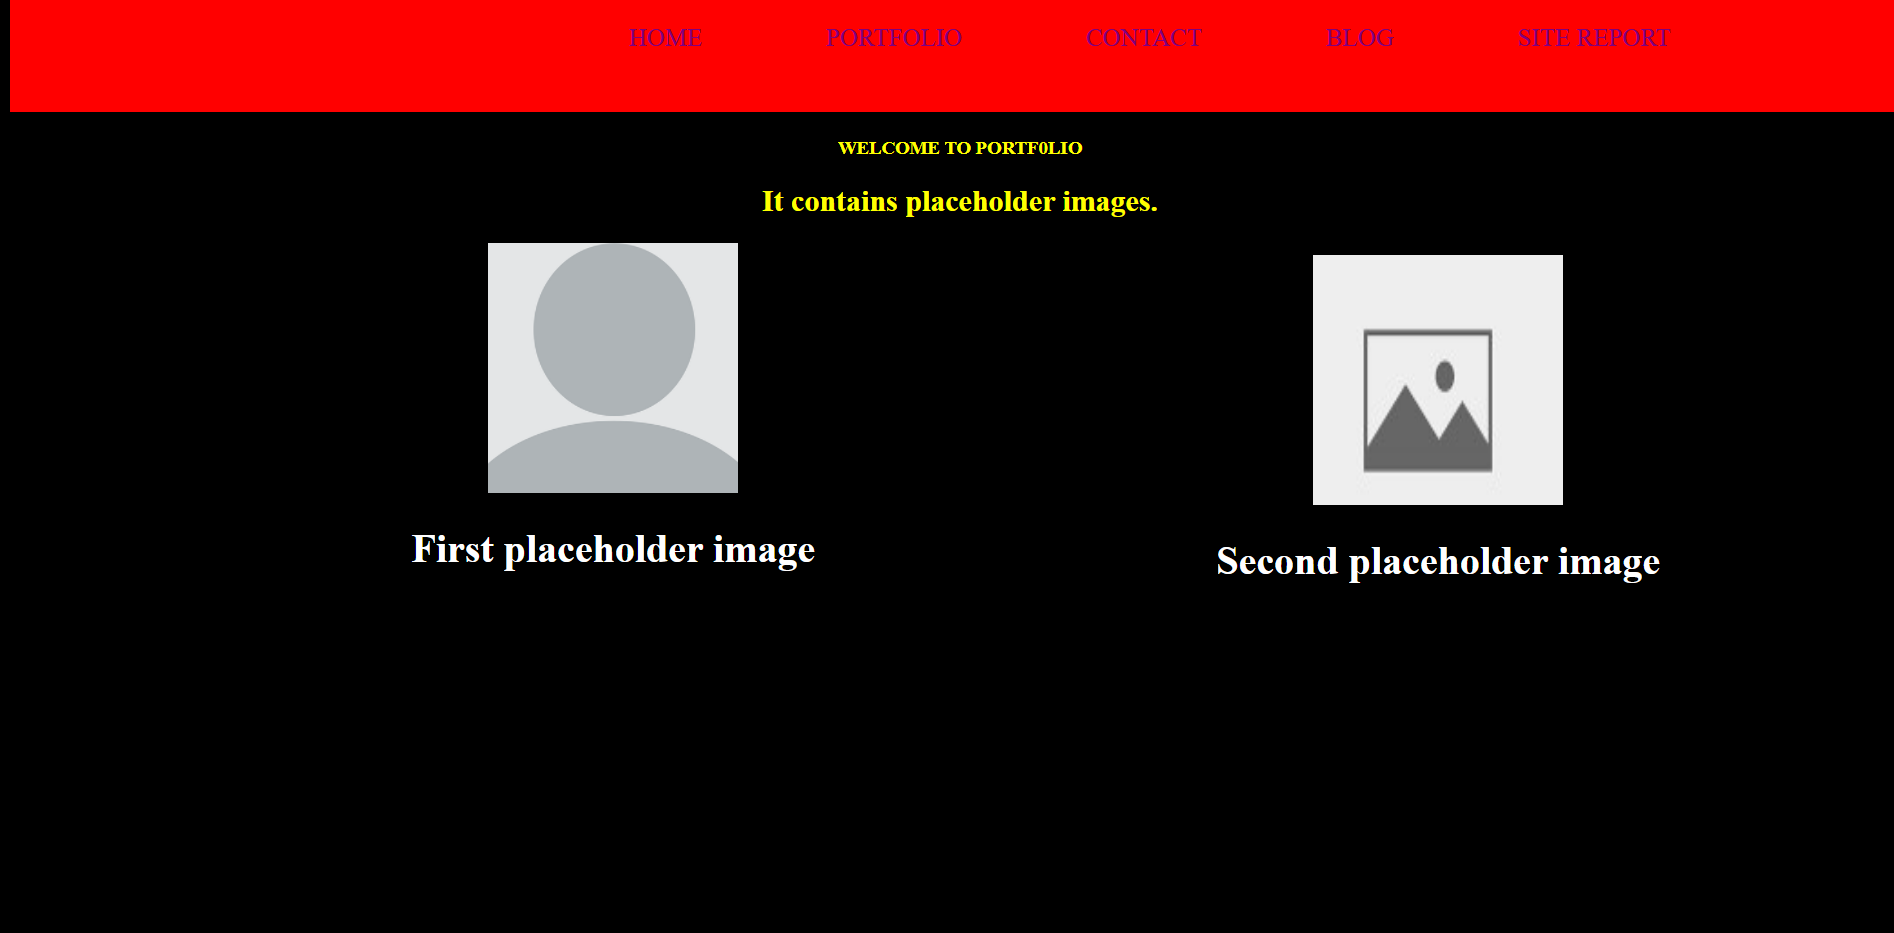 HOME PORTFOLIO CONTACT BLOG SITE REPORT
WELCOME TO PORTF0LIO
It contains placeholder images.
First placeholder image
Second placeholder image